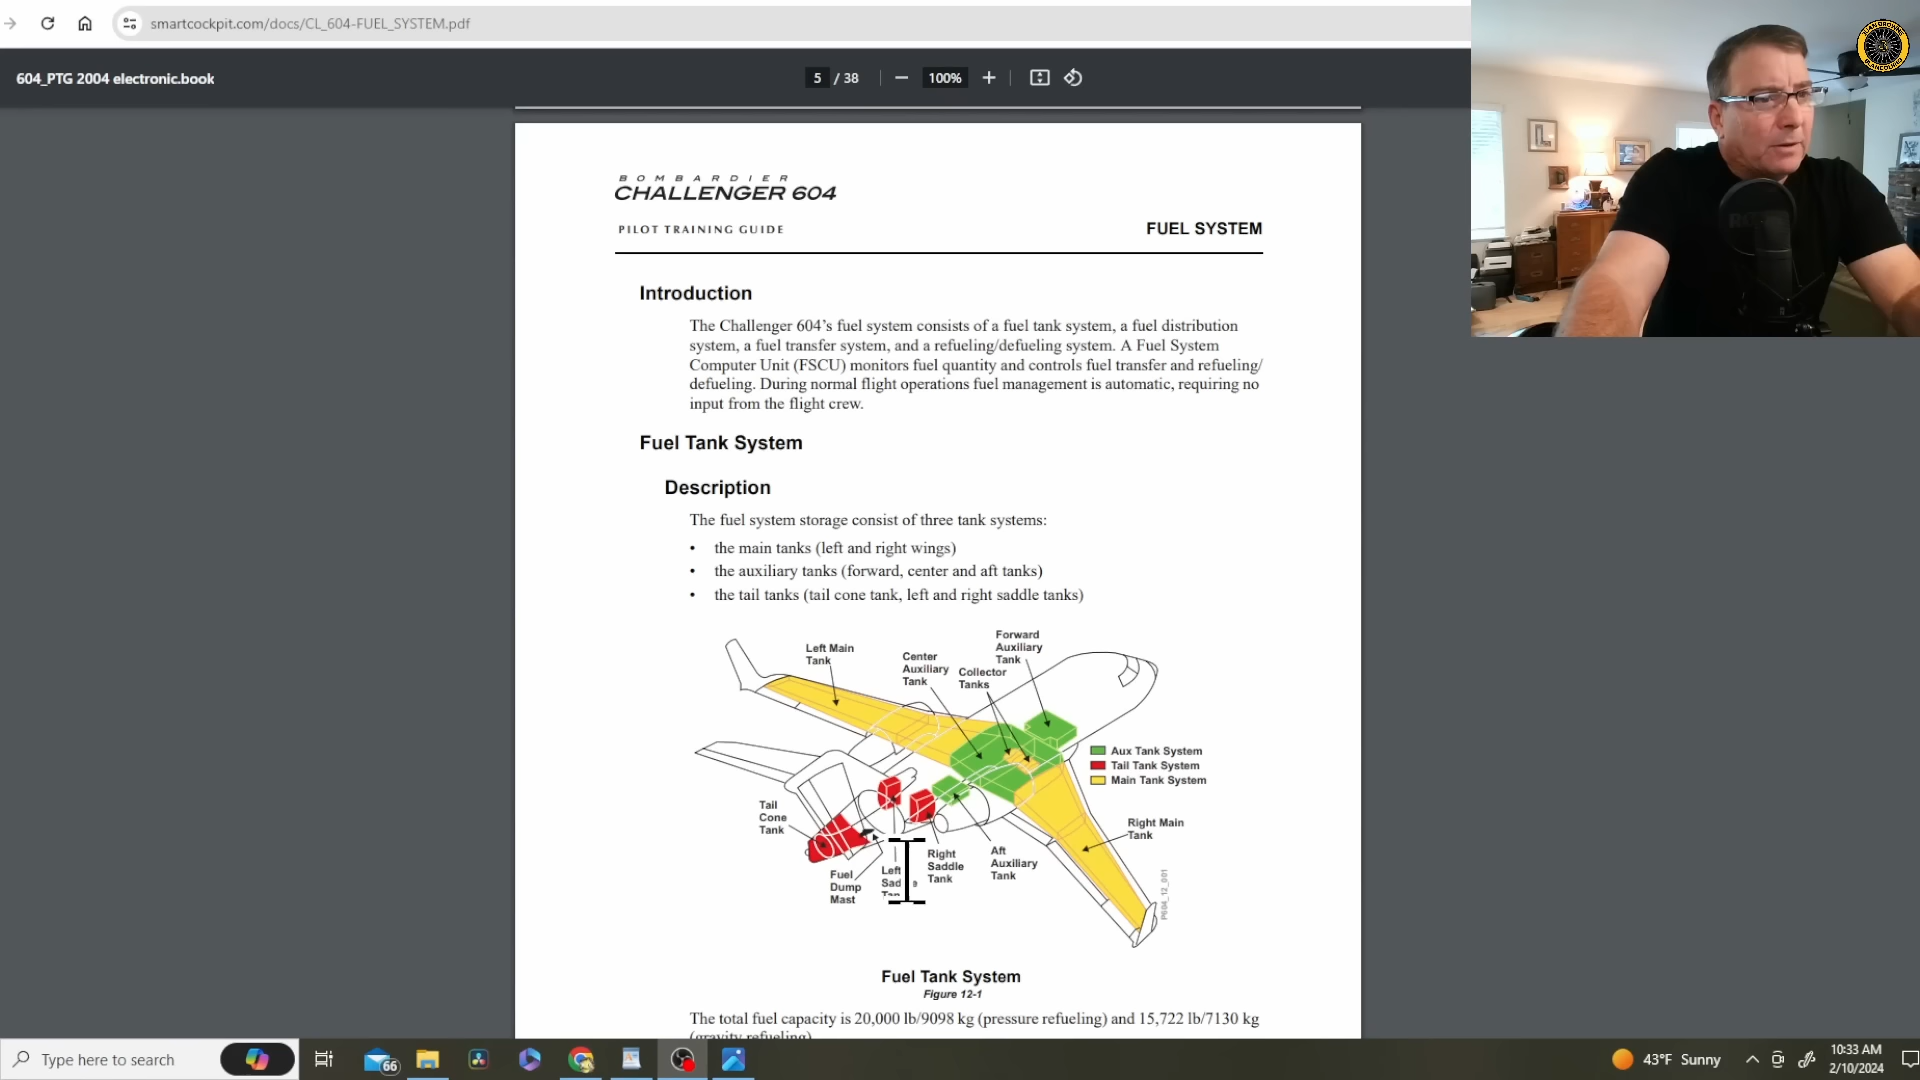 smartcockpit.com/docs/CL_604-FUEL_SYSTEM.pdf
604_PTG 2004 electronic.book
5 / 38
100%
BOMBARDIER
CHALLENGER 604
PILOT TRAINING GUIDE
FUEL SYSTEM
Introduction
The Challenger 604's fuel system consists of a fuel tank system, a fuel distribution
system, a fuel transfer system, and a refueling/defueling system. A Fuel System
Computer Unit (FSCU) monitors fuel quantity and controls fuel transfer and refueling/
defueling. During normal flight operations fuel management is automatic, requiring no
input from the flight crew.
Fuel Tank System
Description
The fuel system storage consist of three tank systems:
• the main tanks (left and right wings)
• the auxiliary tanks (forward, center and aft tanks)
• the tail tanks (tail cone tank, left and right saddle tanks)
Left Main
Tank
Center
Auxiliary
Tank
Collector
Tanks
Forward
Auxiliary
Tank
Aux Tank System
Tail Tank System
Main Tank System
Tail
Cone
Tank
Fuel
Dump
Mast
Left
Right
Saddle
Tank
Aft
Auxiliary
Tank
Right Main
Tank
P604_12_001
Fuel Tank System
Figure 12-1
The total fuel capacity is 20,000 lb/9098 kg (pressure refueling) and 15,722 lb/7130 kg
(gravity refueling)
Type here to search
66
43°F Sunny
10:33 AM
2/10/2024